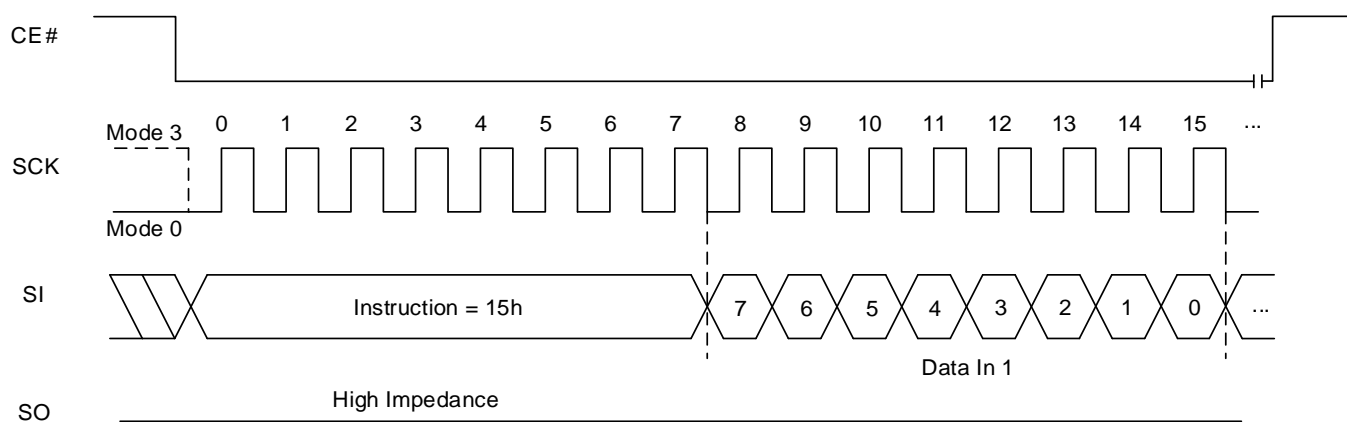 CE#
Mode 3
0 1 2 3 4 5 6 7 8 9 10 11 12 13 14 15 ...
SCK
Mode 0
SI
Instruction = 15h
7 6 5 4 3 2 1 0 ...
Data In 1
High Impedance
SO